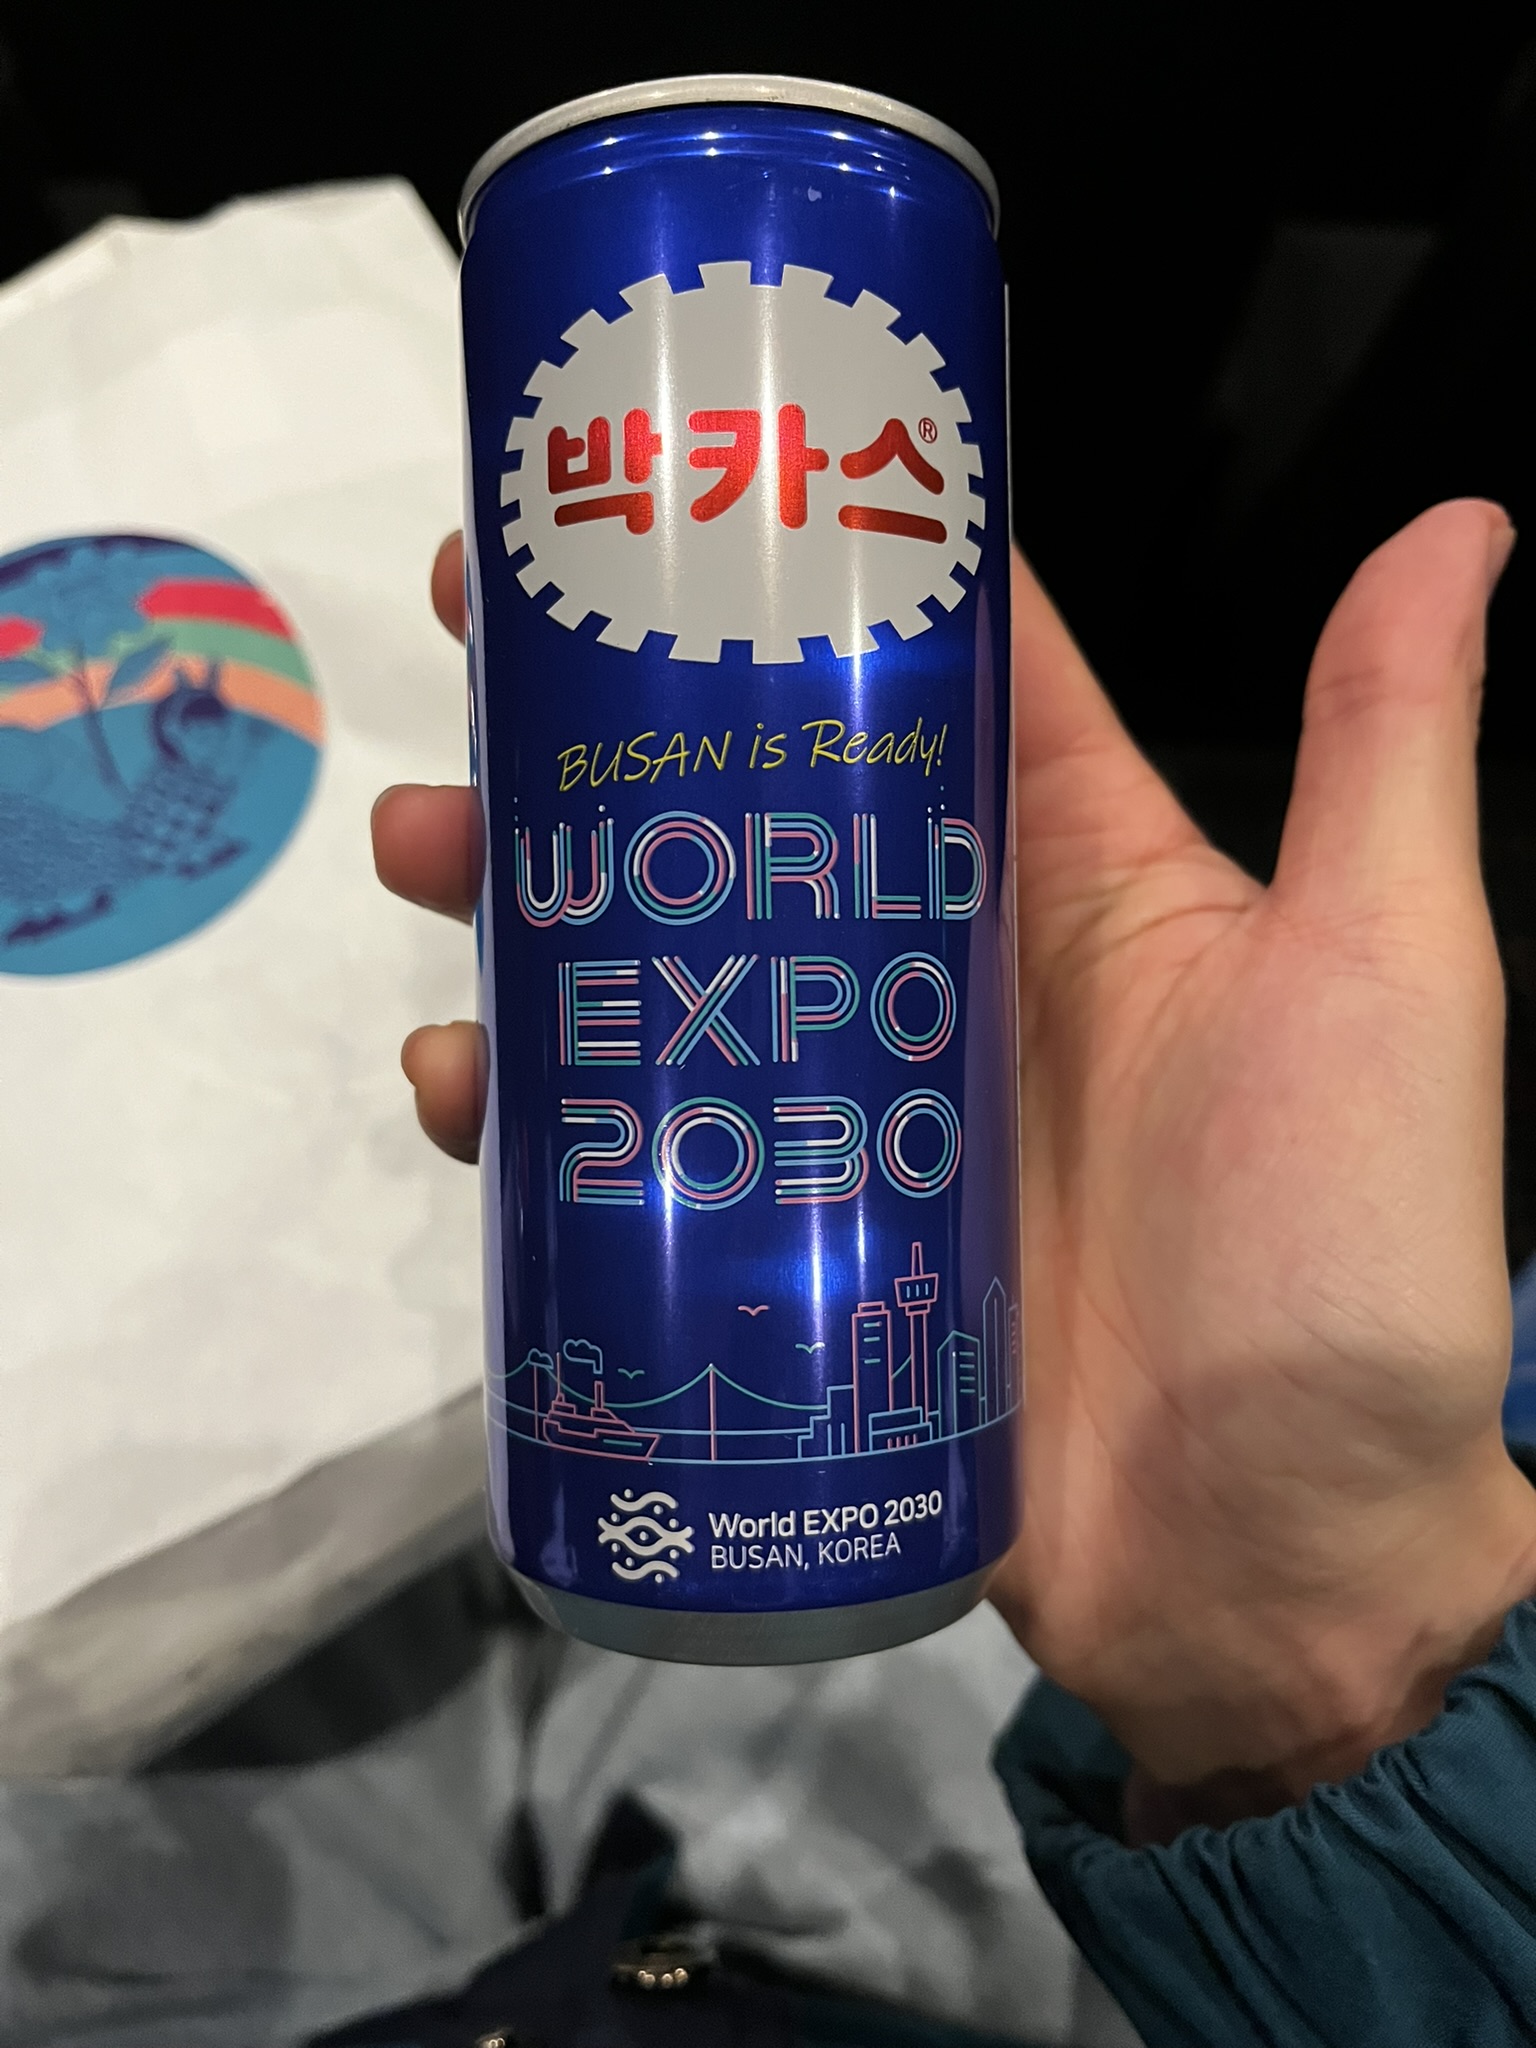 박카스®
BUSAN is Ready!
WORLD
EXPO
2030
World EXPO 2030
BUSAN, KOREA